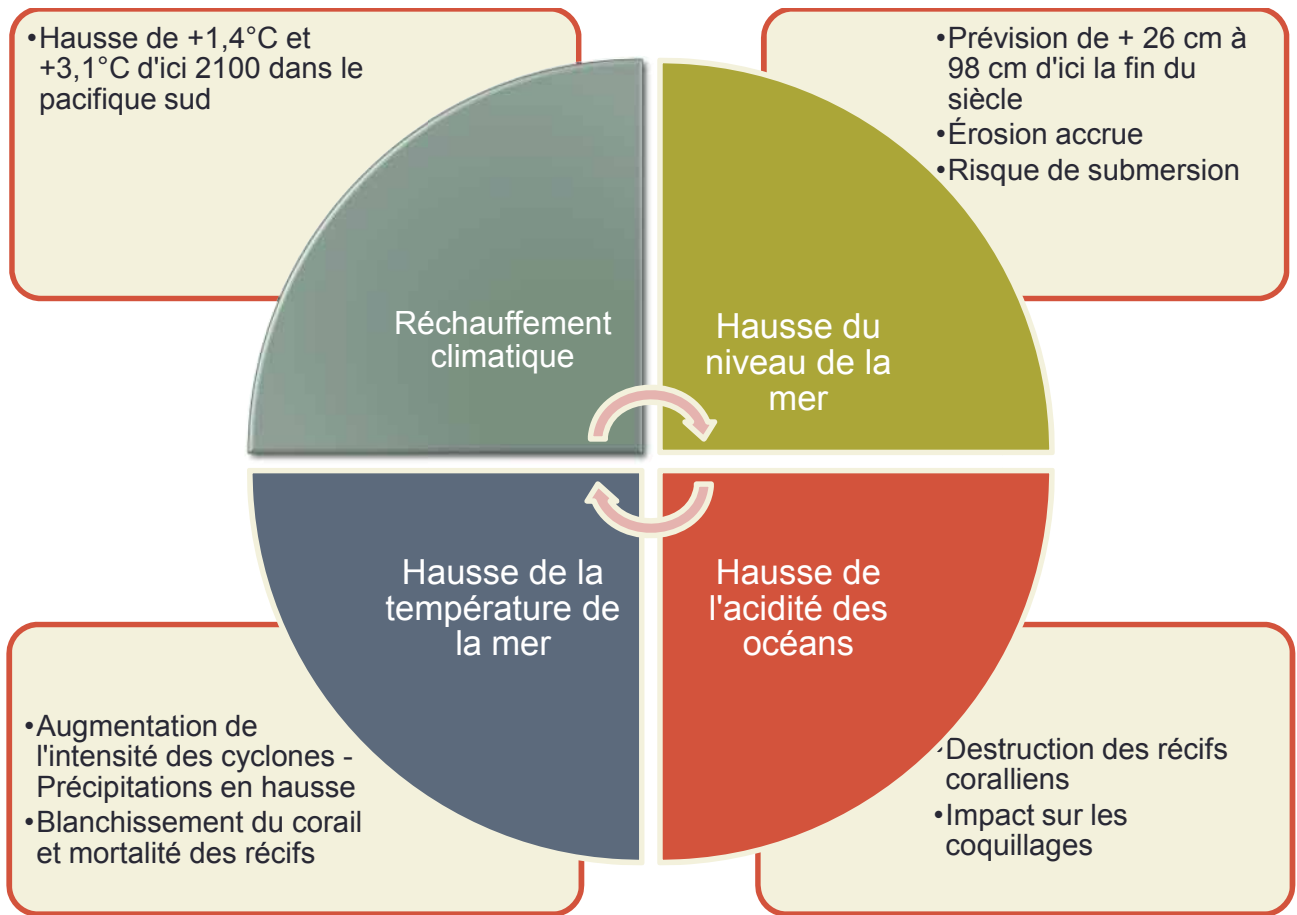 •Hausse de +1,4°C et
+3,1°C d'ici 2100 dans le
pacifique sud
•Prévision de + 26 cm à
98 cm d'ici la fin du
siècle
•Érosion accrue
•Risque de submersion
Réchauffement
climatique
Hausse du
niveau de la
mer
Hausse de la
température de
la mer
Hausse de
l'acidité des
océans
•Augmentation de
l'intensité des cyclones -
Précipitations en hausse
•Blanchissement du corail
et mortalité des récifs
•Destruction des récifs
coralliens
•Impact sur les
coquillages